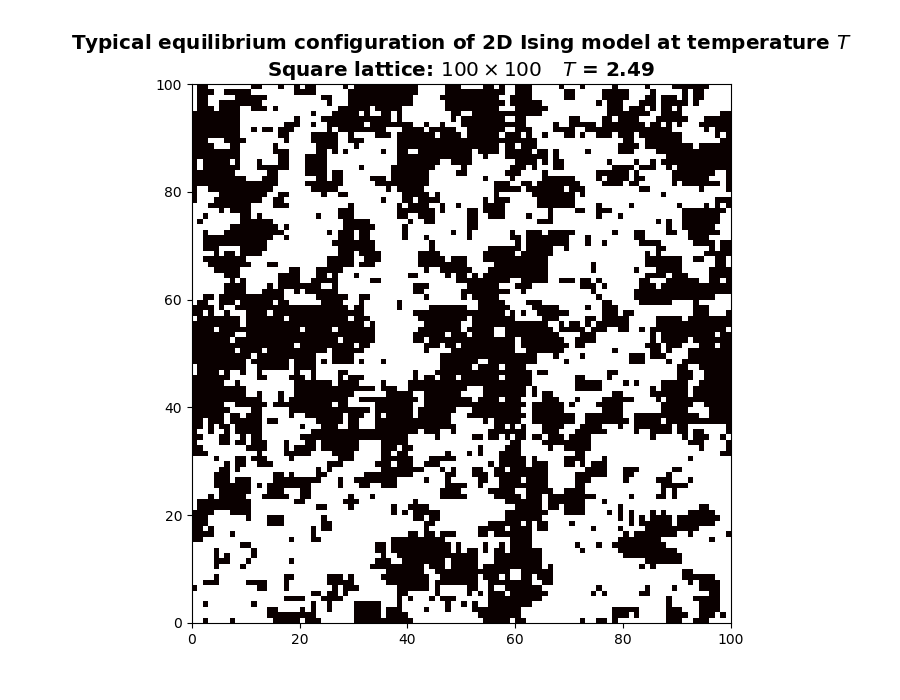 Typical equilibrium configuration of 2D Ising model at temperature T
Square lattice: 100 × 100 T = 2.49
100
80
60
40
20
0
0 20 40 60 80 100